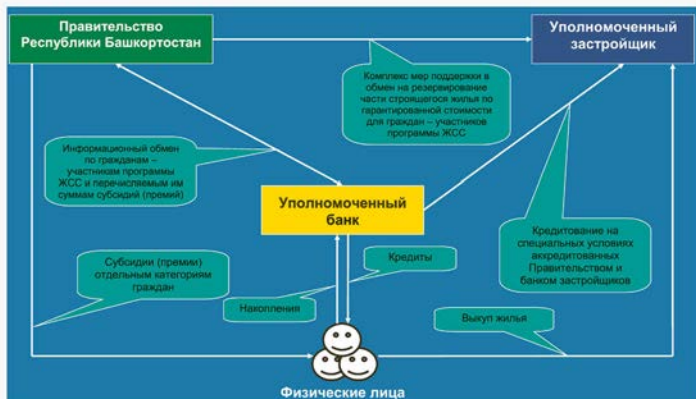 Правительство
Республики Башкортостан
Уполномоченный
застройщик
Комплекс мер поддержки в
обмен на резервирование
части строящегося жилья по
гарантированной стоимости
для граждан – участников
программы ЖСС
Информационный обмен
по гражданам –
участникам программы
ЖСС и перечисляемым им
суммам субсидий (премий)
Уполномоченный
банк
Кредитование на
специальных условиях
аккредитованных
Правительством и
банком застройщиков
Субсидии (премии)
отдельным категориям
граждан
Кредиты
Накопления
Выкуп жилья
Физические лица